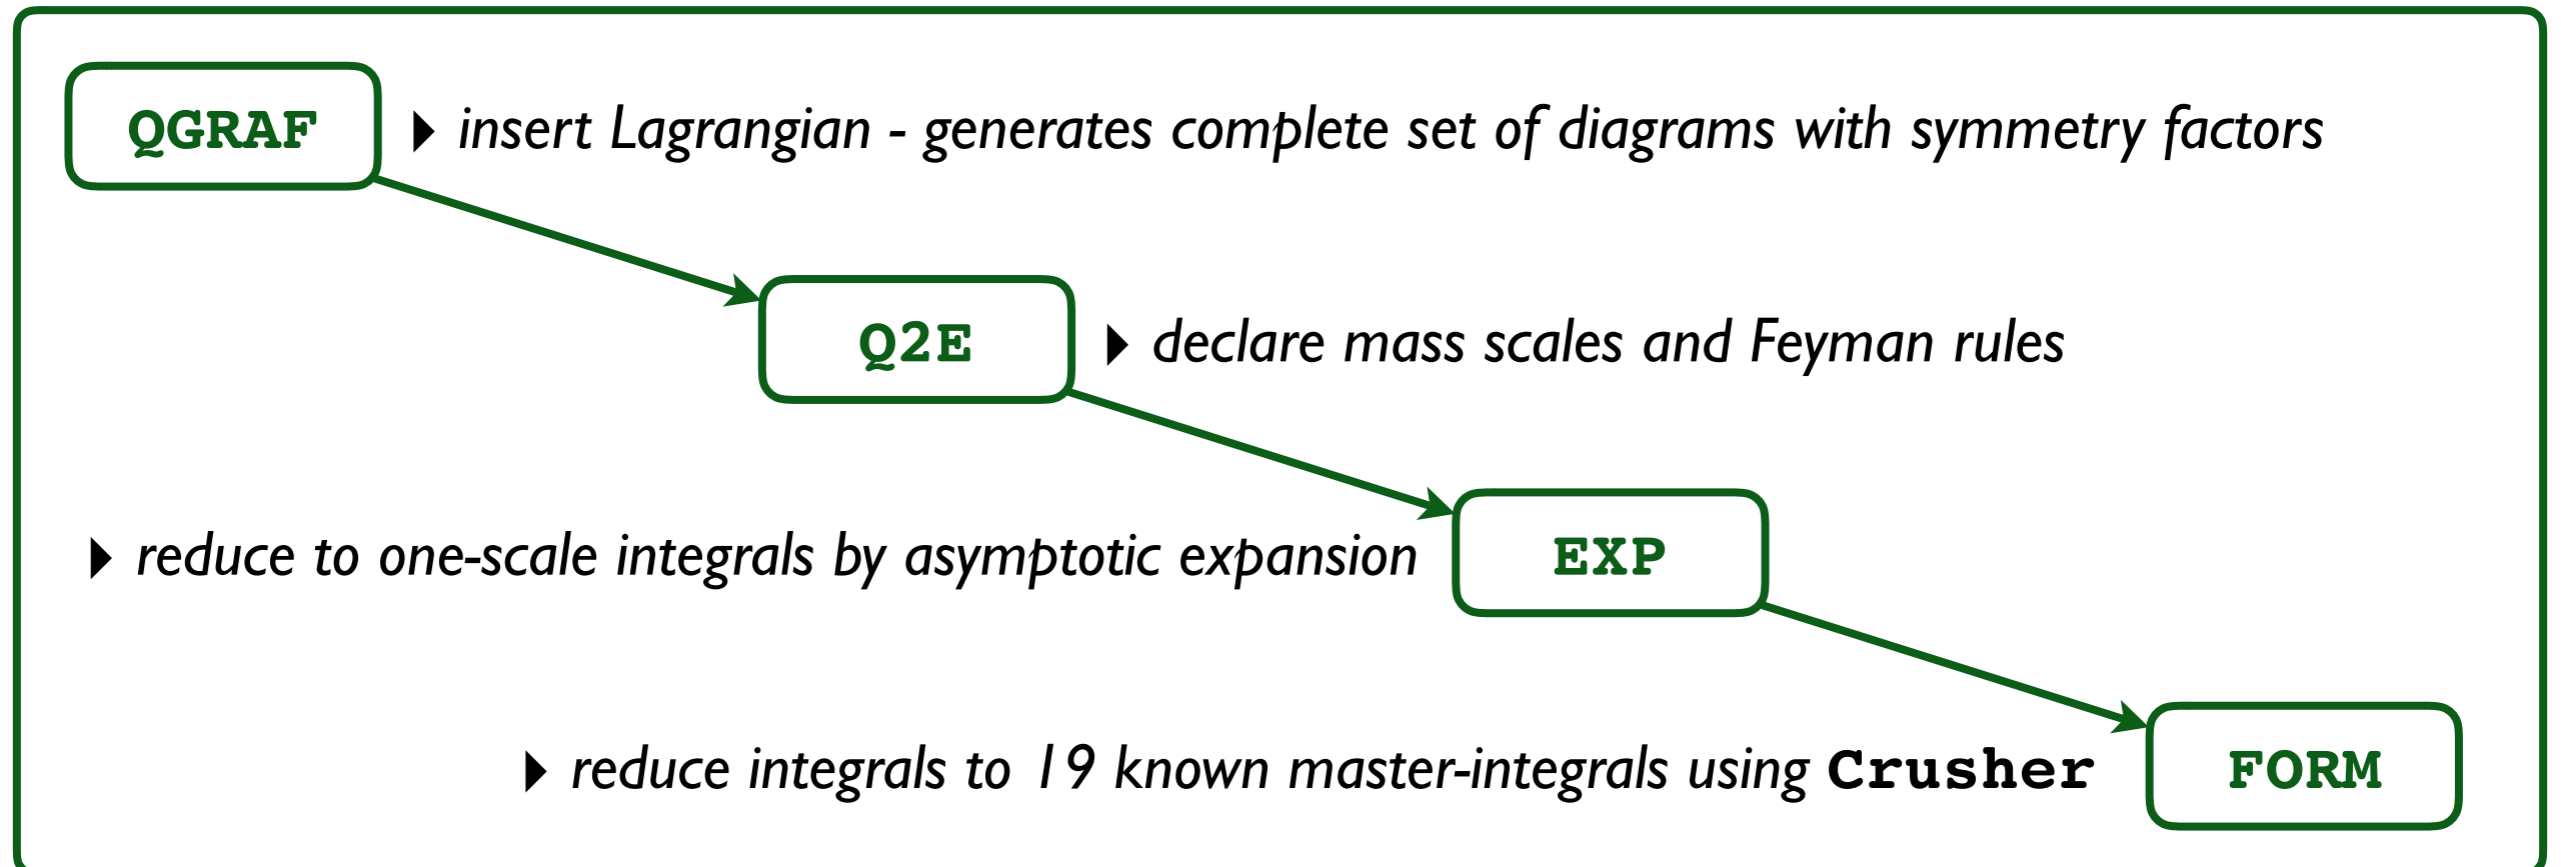 QGRAF ▸ insert Lagrangian - generates complete set of diagrams with symmetry factors
Q2E ▸ declare mass scales and Feyman rules
▸ reduce to one-scale integrals by asymptotic expansion EXP
▸ reduce integrals to 19 known master-integrals using Crusher FORM